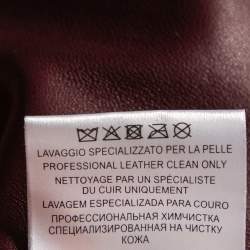 LAVAGGIO SPECIALIZZATO PER LA PELLE
PROFESSIONAL LEATHER CLEAN ONLY
NETTOYAGE PAR UN SPÉCIALISTE
DU CUIR UNIQUEMENT
LAVAGEM ESPECIALIZADA PARA COURO
ПРОФЕССИОНАЛЬНАЯ ХИМЧИСТКА
СПЕЦИАЛИЗИРОВАННАЯ НА ЧИСТКУ
КОЖА